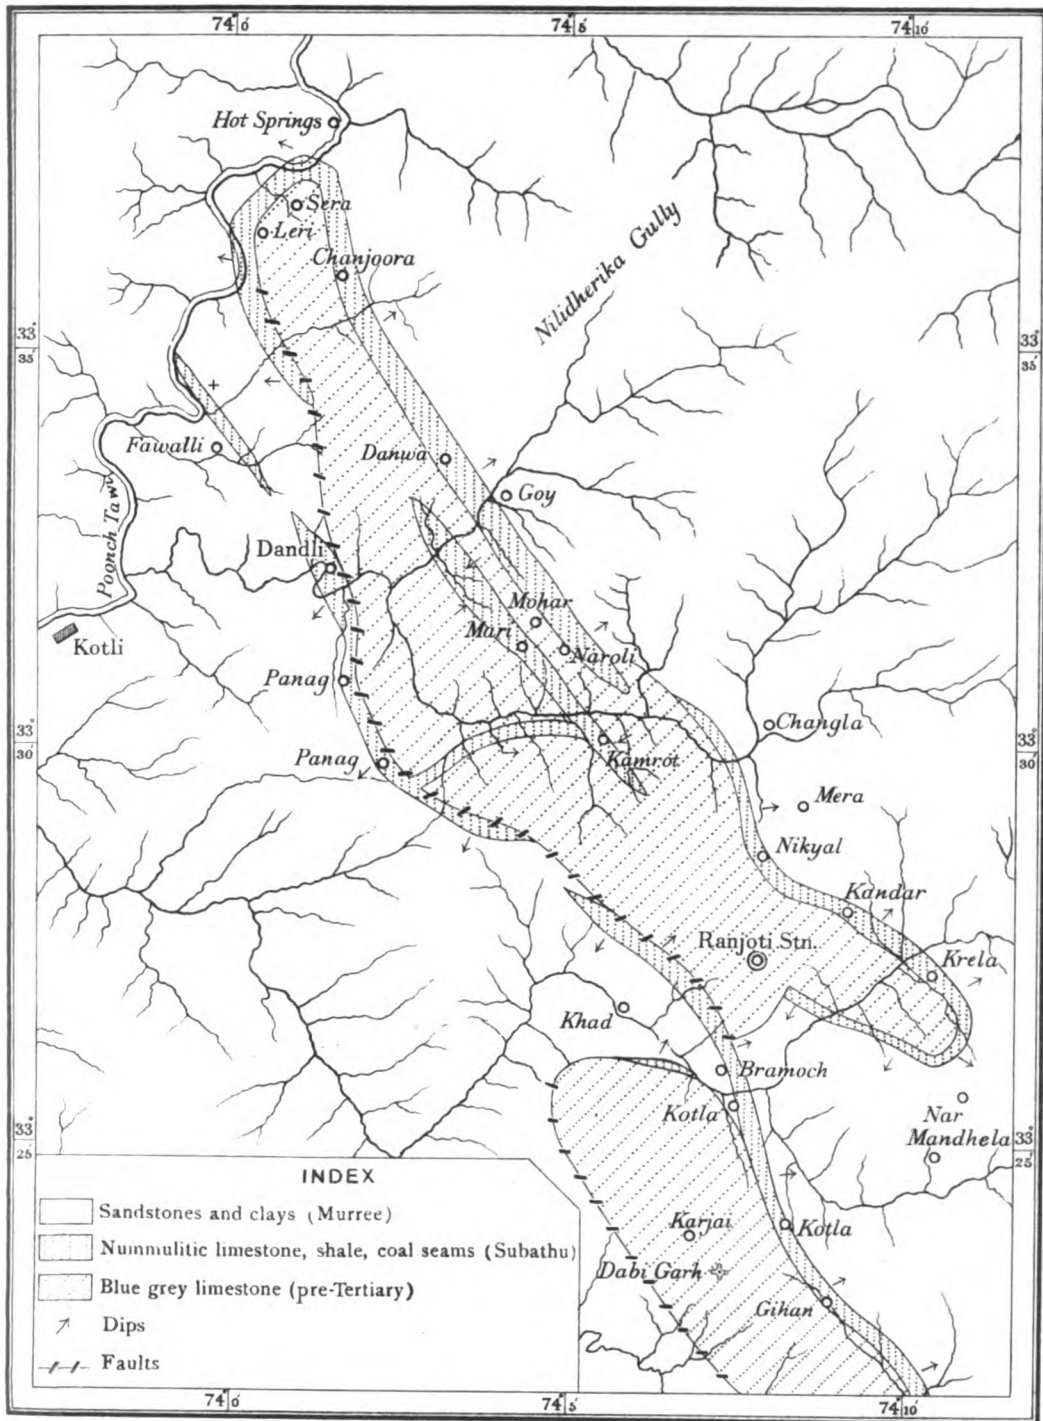 74°0' 74°5' 74°10'
Hot Springs
Sera
Leri
Chanjoora
Nilidherika Gully
33° 35'
33° 35'
Fawalli
Danwa
Goy
Poonch Tawi
Dandli
Mohar
Mari
Naroli
Kotli
Panag
Changla
33° 30'
33° 30'
Panag
Kamrot
Mera
Nikyal
Kandar
Ranjoti Stn.
Krela
Khad
Bramoch
Kotla
Nar
Mandhela
33° 25'
33° 25'
INDEX
Sandstones and clays (Murree)
Nummulitic limestone, shale, coal seams (Subathu)
Blue grey limestone (pre-Tertiary)
Dips
Faults
Karjai
Kotla
Dabi Garh
Gihan
74°0' 74°5' 74°10'